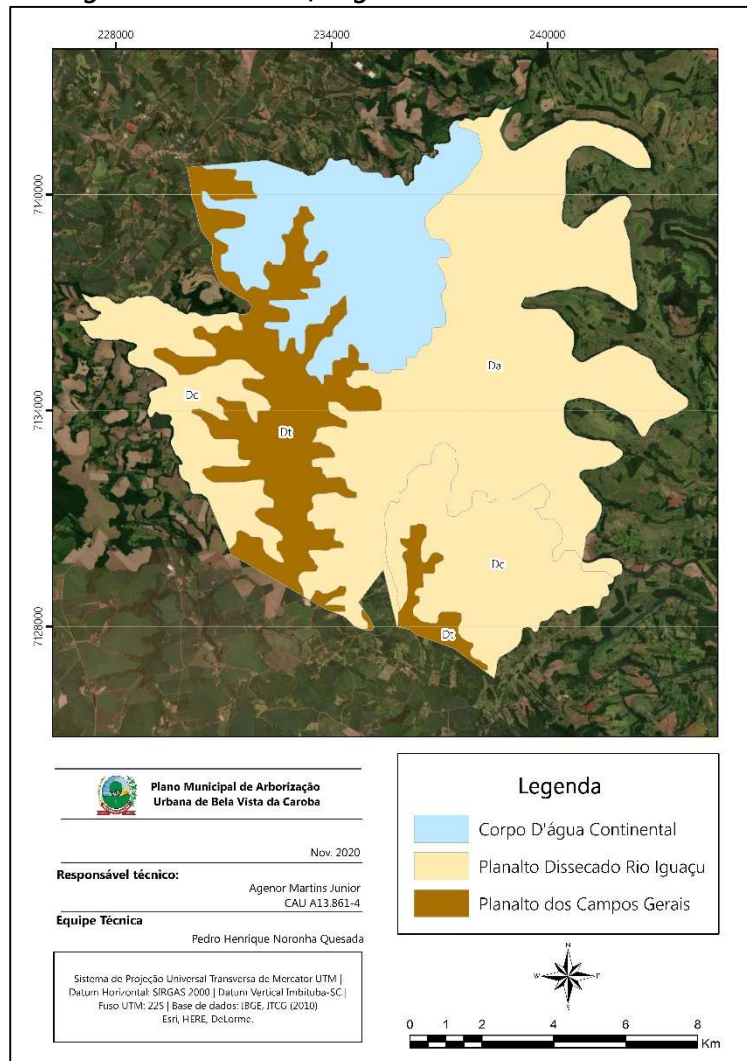 228000
234000
240000
7140000
7134000
7128000
Da
Dc
Dt
Dc
Dt
Plano Municipal de Arborização
Urbana de Bela Vista da Caroba
Nov. 2020
Responsável técnico:
Agenor Martins Junior
CAU A13.861-4
Equipe Técnica
Pedro Henrique Noronha Quesada
Sistema de Projeção Universal Transversa de Mercator UTM |
Datum Horizontal: SIRGAS 2000 | Datum Vertical Imbituba-SC |
Fuso UTM: 22S | Base de dados: IBGE, ITCG (2010)
Esri, HERE, DeLorme.
Legenda
Corpo D'água Continental
Planalto Dissecado Rio Iguaçu
Planalto dos Campos Gerais
N
W
E
S
0 1 2 4 6 8
Km